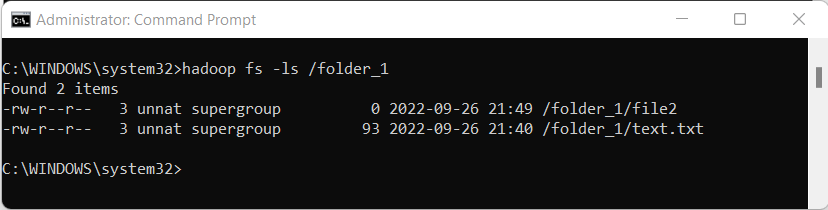 Administrator: Command Prompt
C:\WINDOWS\system32>hadoop fs -ls /folder_1
Found 2 items
-rw-r--r--   3 unnat supergroup          0 2022-09-26 21:49 /folder_1/file2
-rw-r--r--   3 unnat supergroup         93 2022-09-26 21:40 /folder_1/text.txt
C:\WINDOWS\system32>